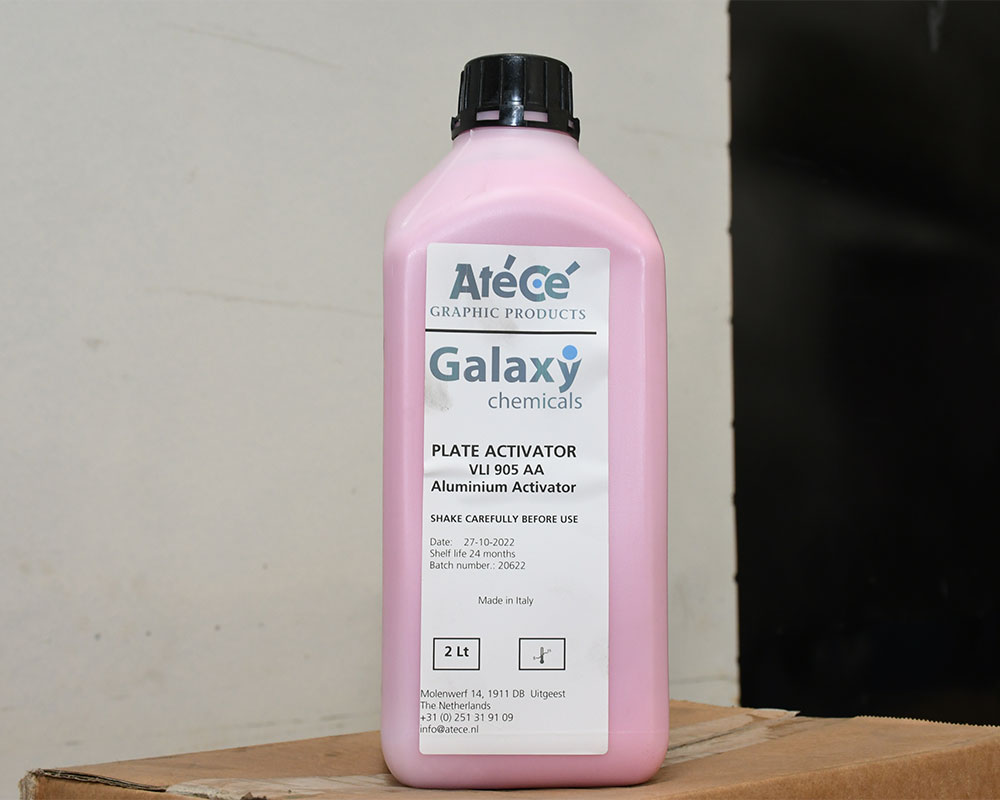 AtéCé
GRAPHIC PRODUCTS
Galaxy
chemicals
PLATE ACTIVATOR
VLI 905 AA
Aluminium Activator
SHAKE CAREFULLY BEFORE USE
Date: 27-10-2022
Shelf life 24 months
Batch number.: 20622
Made in Italy
2 Lt
Molenwerf 14, 1911 DB Uitgeest
The Netherlands
+31 (0) 251 31 91 09
info@atece.nl